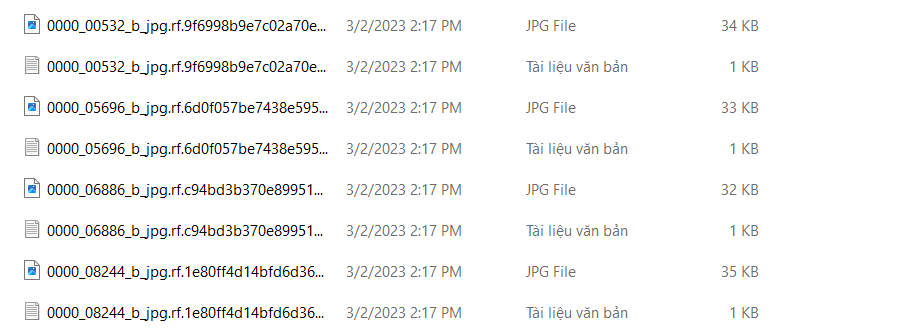 0000_00532_b_jpg.rf.9f6998b9e7c02a70e... 3/2/2023 2:17 PM JPG File 34 KB
0000_00532_b_jpg.rf.9f6998b9e7c02a70e... 3/2/2023 2:17 PM Tài liệu văn bản 1 KB
0000_05696_b_jpg.rf.6d0f057be7438e595... 3/2/2023 2:17 PM JPG File 33 KB
0000_05696_b_jpg.rf.6d0f057be7438e595... 3/2/2023 2:17 PM Tài liệu văn bản 1 KB
0000_06886_b_jpg.rf.c94bd3b370e89951... 3/2/2023 2:17 PM JPG File 32 KB
0000_06886_b_jpg.rf.c94bd3b370e89951... 3/2/2023 2:17 PM Tài liệu văn bản 1 KB
0000_08244_b_jpg.rf.1e80ff4d14bfd6d36... 3/2/2023 2:17 PM JPG File 35 KB
0000_08244_b_jpg.rf.1e80ff4d14bfd6d36... 3/2/2023 2:17 PM Tài liệu văn bản 1 KB